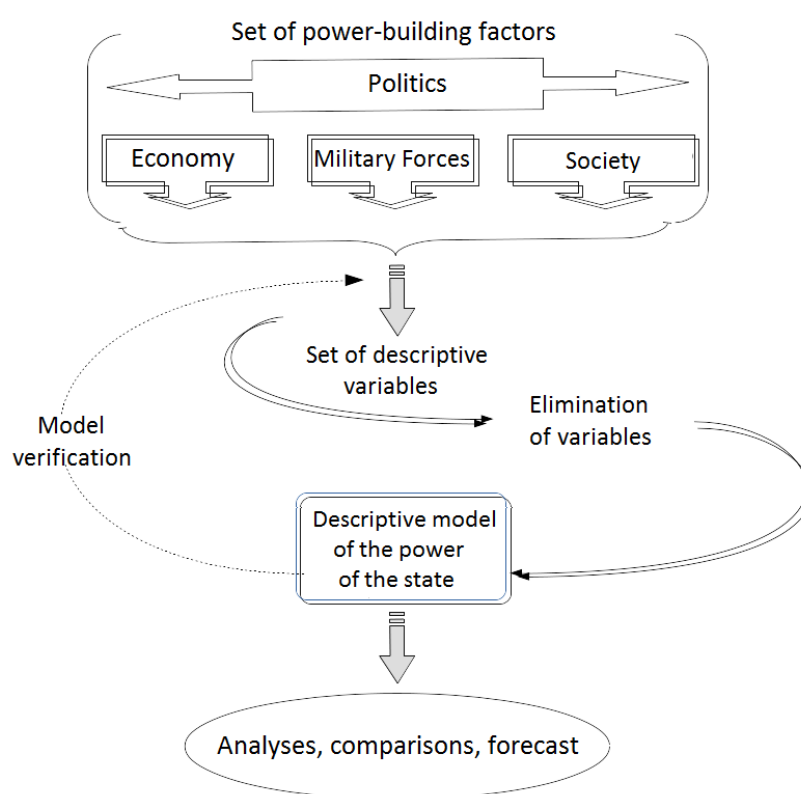 Set of power-building factors
Politics
Economy
Military Forces
Society
Set of descriptive
variables
Elimination
of variables
Model
verification
Descriptive model
of the power
of the state
Analyses, comparisons, forecast